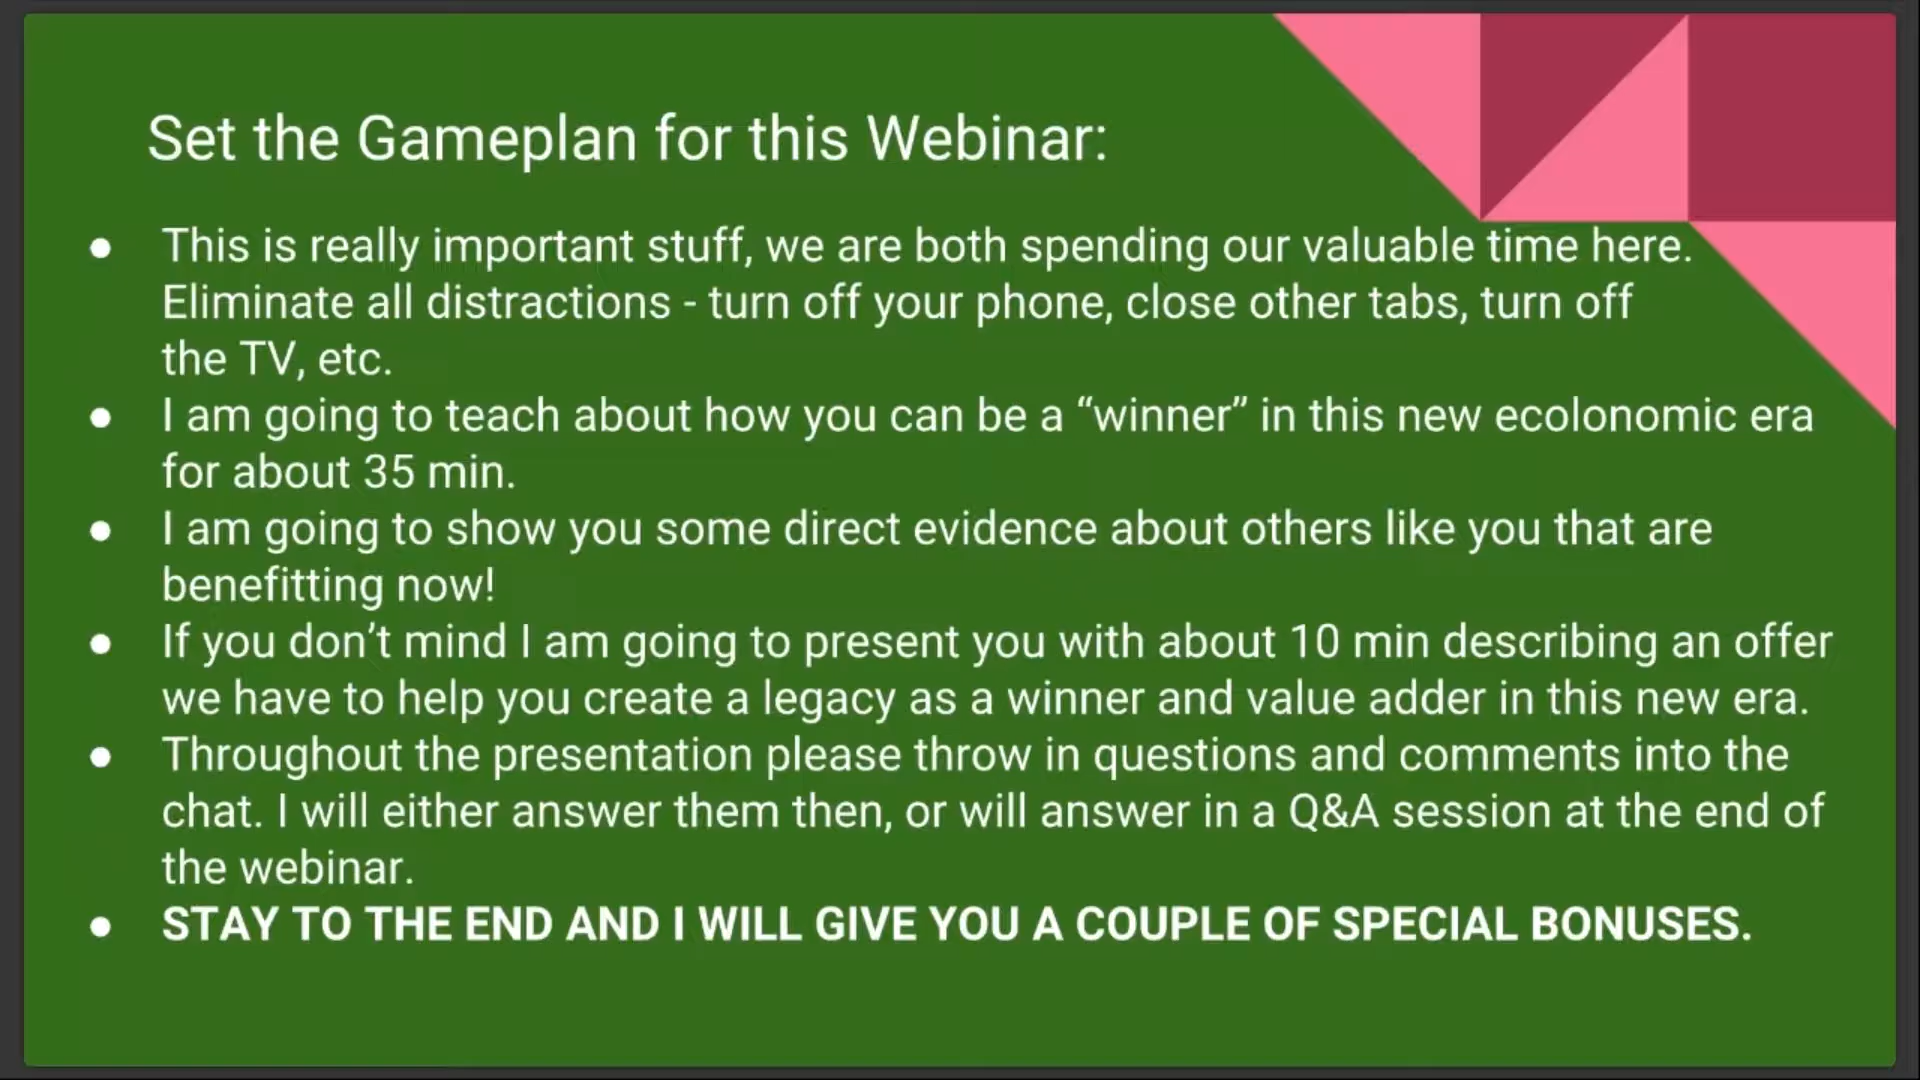 Set the Gameplan for this Webinar:
● This is really important stuff, we are both spending our valuable time here.
Eliminate all distractions - turn off your phone, close other tabs, turn off
the TV, etc.
● I am going to teach about how you can be a “winner” in this new ecolonomic era
for about 35 min.
● I am going to show you some direct evidence about others like you that are
benefitting now!
● If you don’t mind I am going to present you with about 10 min describing an offer
we have to help you create a legacy as a winner and value adder in this new era.
● Throughout the presentation please throw in questions and comments into the
chat. I will either answer them then, or will answer in a Q&A session at the end of
the webinar.
● STAY TO THE END AND I WILL GIVE YOU A COUPLE OF SPECIAL BONUSES.